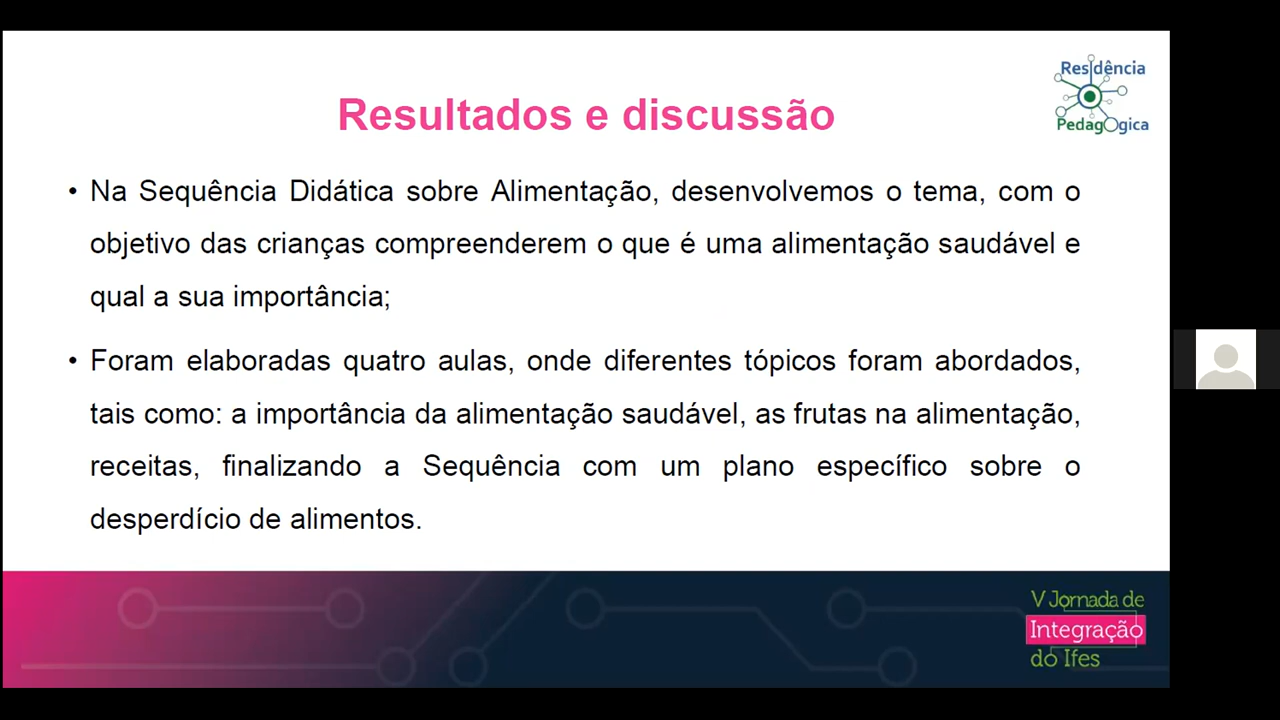 Residência
Pedagógica
Resultados e discussão
• Na Sequência Didática sobre Alimentação, desenvolvemos o tema, com o
objetivo das crianças compreenderem o que é uma alimentação saudável e
qual a sua importância;
• Foram elaboradas quatro aulas, onde diferentes tópicos foram abordados,
tais como: a importância da alimentação saudável, as frutas na alimentação,
receitas, finalizando a Sequência com um plano específico sobre o
desperdício de alimentos.
V Jornada de
Integração
do Ifes